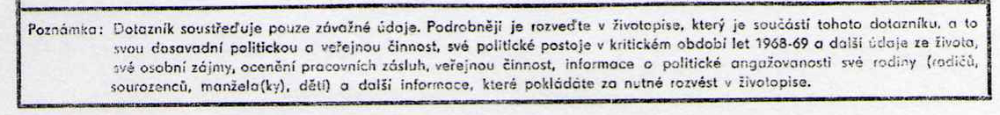 Poznámka: Dotazník soustřeďuje pouze závažné údaje. Podrobněji je rozveďte v životopise, který je součástí tohoto dotazníku, a to
svou dosavadní politickou a veřejnou činnost, své politické postoje v kritickém období let 1968-69 a další údaje ze života,
své osobní zájmy, ocenění pracovních zásluh, veřejnou činnost, informace o politické angažovanosti své rodiny (rodičů,
sourozenců, manžela(ky), dětí) a další informace, které pokládáte za nutné rozvést v životopise.